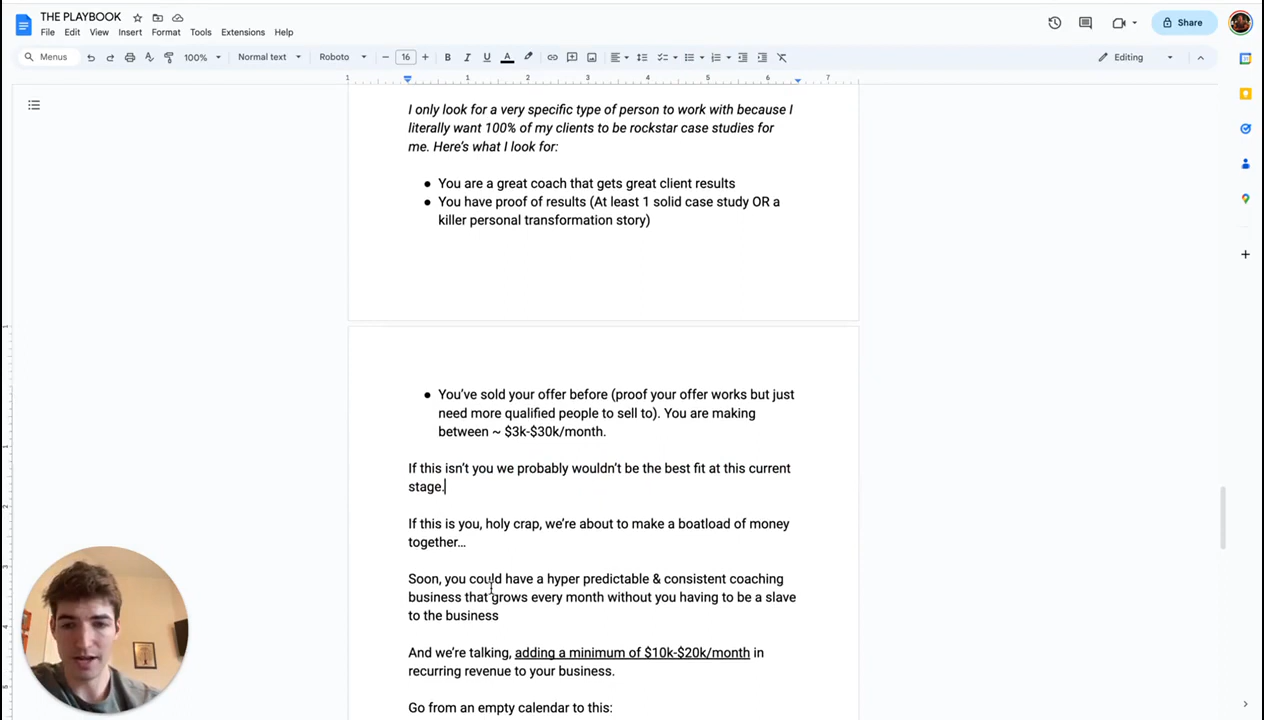 THE PLAYBOOK
File Edit View Insert Format Tools Extensions Help
Share
Menus 100% Normal text Roboto 16 Editing
1 1 2 3 4 5 6 7
I only look for a very specific type of person to work with because I
literally want 100% of my clients to be rockstar case studies for
me. Here's what I look for:
● You are a great coach that gets great client results
● You have proof of results (At least 1 solid case study OR a
killer personal transformation story)
● You've sold your offer before (proof your offer works but just
need more qualified people to sell to). You are making
between ~ $3k-$30k/month.
If this isn't you we probably wouldn't be the best fit at this current
stage.
If this is you, holy crap, we're about to make a boatload of money
together…
Soon, you could have a hyper predictable & consistent coaching
business that grows every month without you having to be a slave
to the business
And we're talking, adding a minimum of $10k-$20k/month in
recurring revenue to your business.
Go from an empty calendar to this: